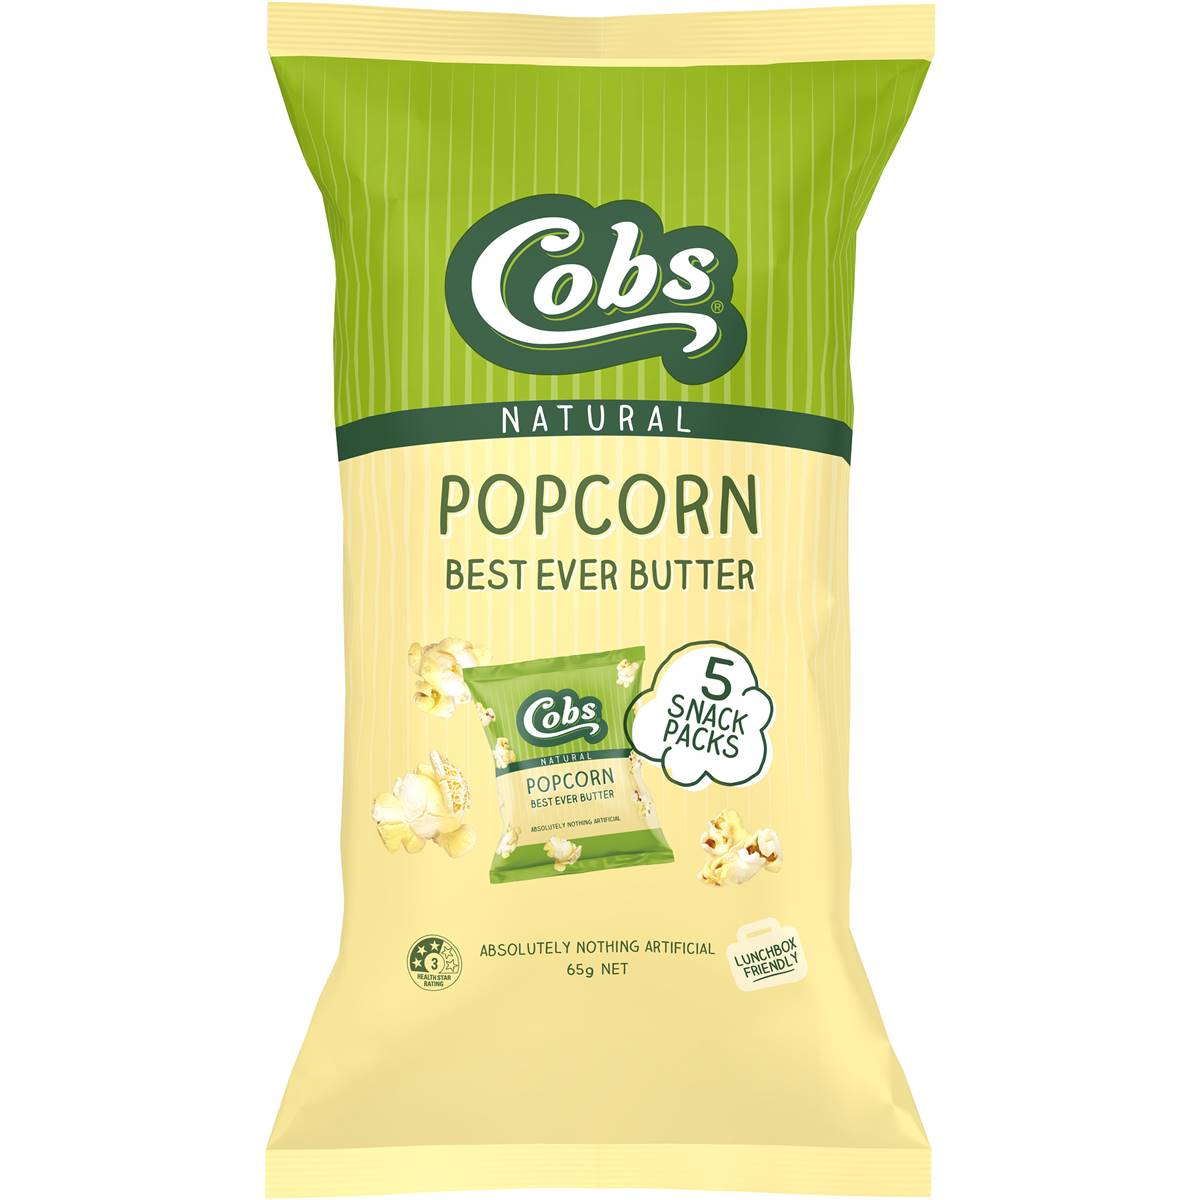 Cobs®
NATURAL
POPCORN
BEST EVER BUTTER
5
SNACK
PACKS
Cobs
NATURAL
POPCORN
BEST EVER BUTTER
ABSOLUTELY NOTHING ARTIFICIAL
3
HEALTH STAR
RATING
ABSOLUTELY NOTHING ARTIFICIAL
65g NET
LUNCHBOX
FRIENDLY